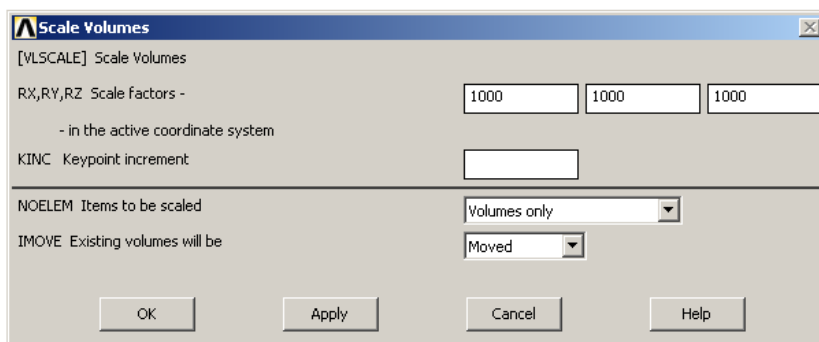 Scale Volumes
[VLSCALE] Scale Volumes
RX,RY,RZ Scale factors - 1000 1000 1000
- in the active coordinate system
KINC Keypoint increment
NOELEM Items to be scaled Volumes only
IMOVE Existing volumes will be Moved
OK Apply Cancel Help